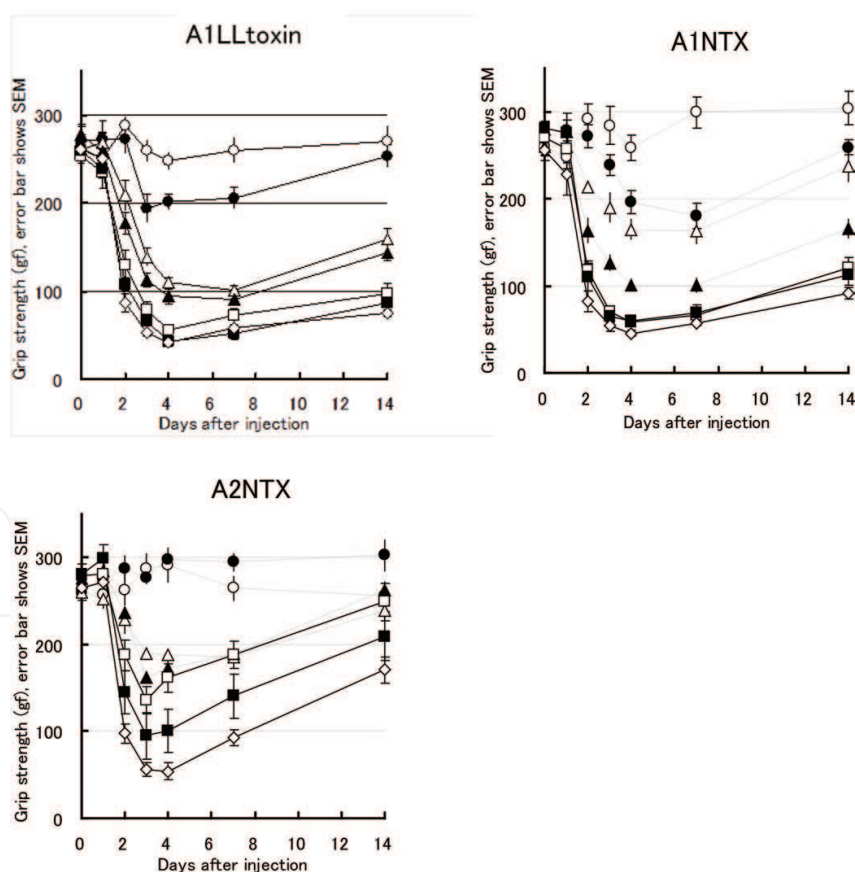 A1LLtoxin
Grip strength (gf), error bar shows SEM
300
200
100
0
0 2 4 6 8 10 12 14
Days after injection
A1NTX
Grip strength (gf), error bar shows SEM
300
200
100
0
0 2 4 6 8 10 12 14
Days after injection
A2NTX
Grip strength (gf), error bar shows SEM
300
200
100
0
0 2 4 6 8 10 12 14
Days after injection